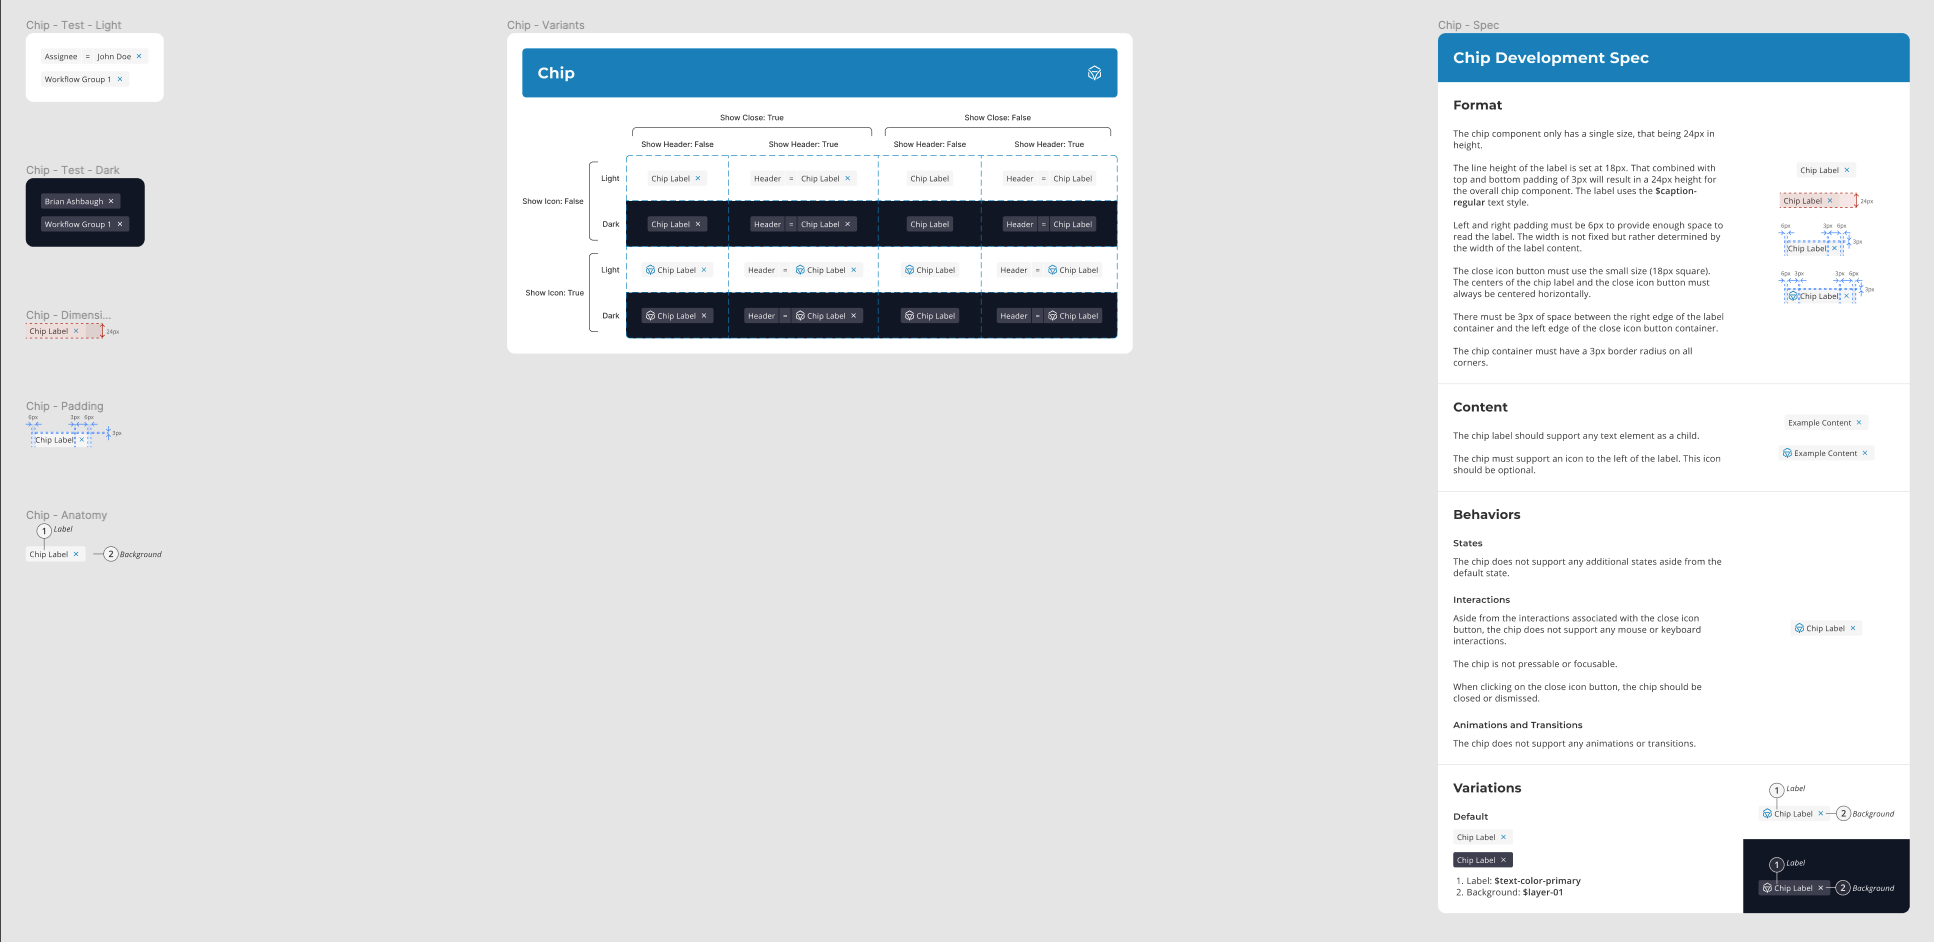 Chip - Test - Light
Assignee = John Doe ×
Workflow Group 1 ×
Chip - Test - Dark
Brian Ashbaugh ×
Workflow Group 1 ×
Chip - Dimensi...
Chip Label × 24px
Chip - Padding
6px 3px 6px
Chip Label × 3px
Chip - Anatomy
1 Label
Chip Label × 2 Background
Chip - Variants
Chip
Show Close: True Show Close: False
Show Header: False Show Header: True Show Header: False Show Header: True
Show Icon: False
Light Chip Label × Header = Chip Label × Chip Label Header = Chip Label
Dark Chip Label × Header = Chip Label × Chip Label Header = Chip Label
Show Icon: True
Light Chip Label × Header = Chip Label × Chip Label Header = Chip Label
Dark Chip Label × Header = Chip Label × Chip Label Header = Chip Label
Chip - Spec
Chip Development Spec
Format
The chip component only has a single size, that being 24px in
height.
The line height of the label is set at 18px. That combined with
top and bottom padding of 3px will result in a 24px height for
the overall chip component. The label uses the $caption-
regular text style.
Left and right padding must be 6px to provide enough space to
read the label. The width is not fixed but rather determined by
the width of the label content.
The close icon button must use the small size (18px square).
The centers of the chip label and the close icon button must
always be centered horizontally.
There must be 3px of space between the right edge of the label
container and the left edge of the close icon button container.
The chip container must have a 3px border radius on all
corners.
Chip Label ×
Chip Label × 24px
6px 3px 6px
Chip Label × 3px
6px 3px 3px 6px
Chip Label × 3px
Content
The chip label should support any text element as a child.
The chip must support an icon to the left of the label. This icon
should be optional.
Example Content ×
Example Content ×
Behaviors
States
The chip does not support any additional states aside from the
default state.
Interactions
Aside from the interactions associated with the close icon
button, the chip does not support any mouse or keyboard
interactions.
The chip is not pressable or focusable.
When clicking on the close icon button, the chip should be
closed or dismissed.
Chip Label ×
Animations and Transitions
The chip does not support any animations or transitions.
Variations
Default
Chip Label ×
Chip Label ×
1. Label: $text-color-primary
2. Background: $layer-01
1 Label
Chip Label × 2 Background
1 Label
Chip Label × 2 Background